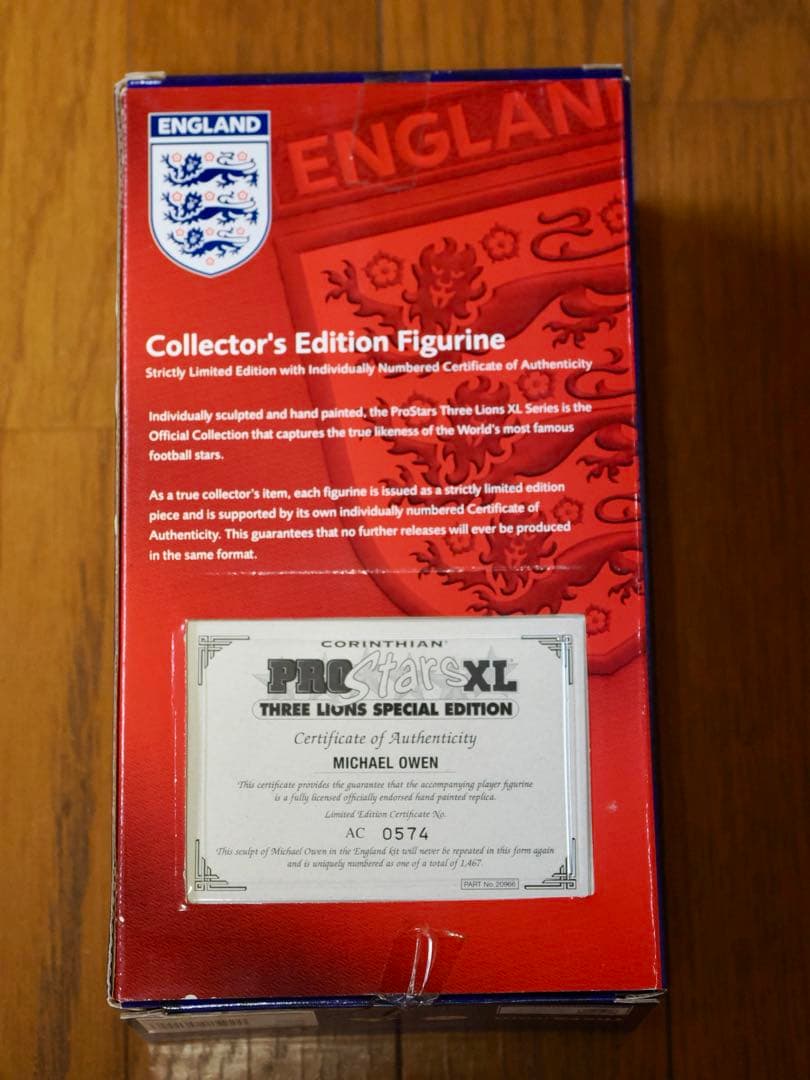 ENGLAND
ENGLAN
Collector's Edition Figurine
Strictly Limited Edition with Individually Numbered Certificate of Authenticity
Individually sculpted and hand painted, the ProStars Three Lions XL Series is the
Official Collection that captures the true likeness of the World's most famous
football stars.
As a true collector's item, each figurine is issued as a strictly limited edition
piece and is supported by its own individually numbered Certificate of
Authenticity. This guarantees that no further releases will ever be produced
in the same format.
CORINTHIAN
PROStarsXL
THREE LIONS SPECIAL EDITION
Certificate of Authenticity
MICHAEL OWEN
This certificate provides the guarantee that the accompanying player figurine
is a fully licensed officially endorsed hand painted replica.
Limited Edition Certificate No.
AC 0574
This sculpt of Michael Owen in the England kit will never be repeated in this form again
and is uniquely numbered as one of a total of 1,467.
PART No. 20966